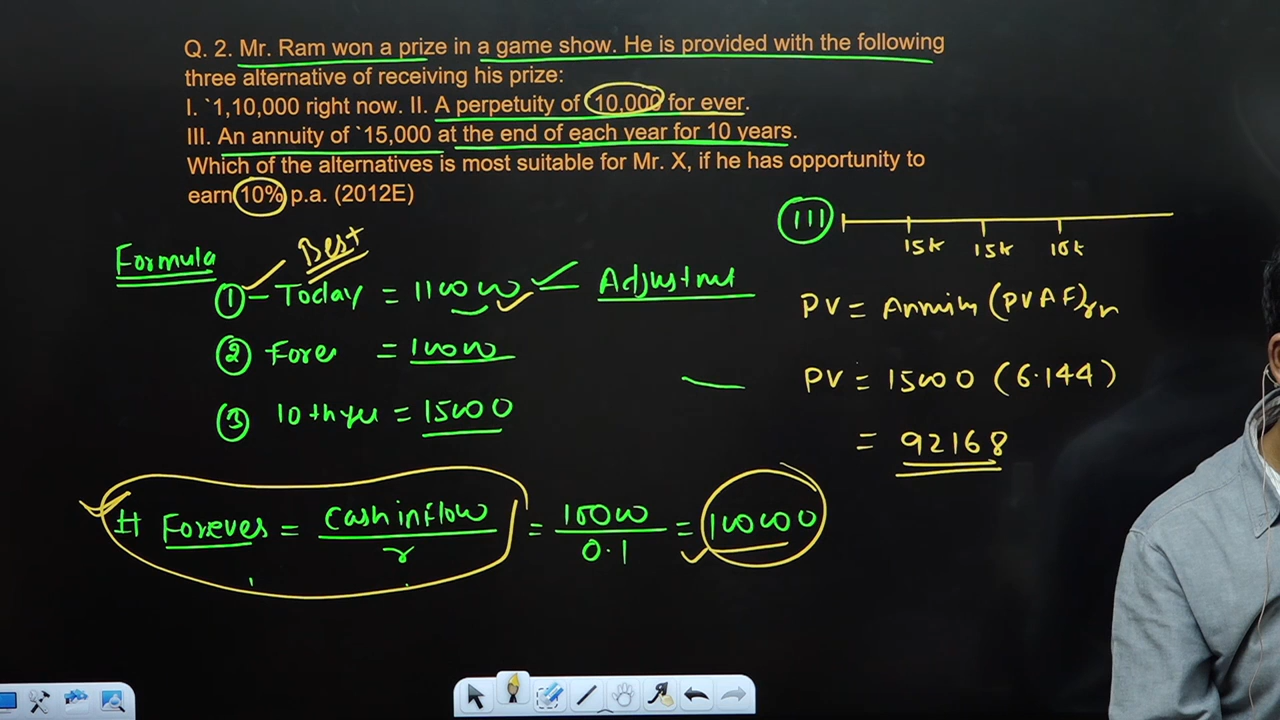 Q. 2. Mr. Ram won a prize in a game show. He is provided with the following
three alternative of receiving his prize:
I. `1,10,000 right now. II. A perpetuity of `10,000 for ever.
III. An annuity of `15,000 at the end of each year for 10 years.
Which of the alternatives is most suitable for Mr. X, if he has opportunity to
earn 10% p.a. (2012E)
Formula
Best
① - Today = 110000 Adjustmt
② Forev = 10000
③ 10th yer = 15000
# Forever = Cash inflow / r = 10000 / 0.1 = 100000
III
15k 15k 15k
PV = Annuity (PVAF)r,n
PV = 15000 (6.144)
= 92168